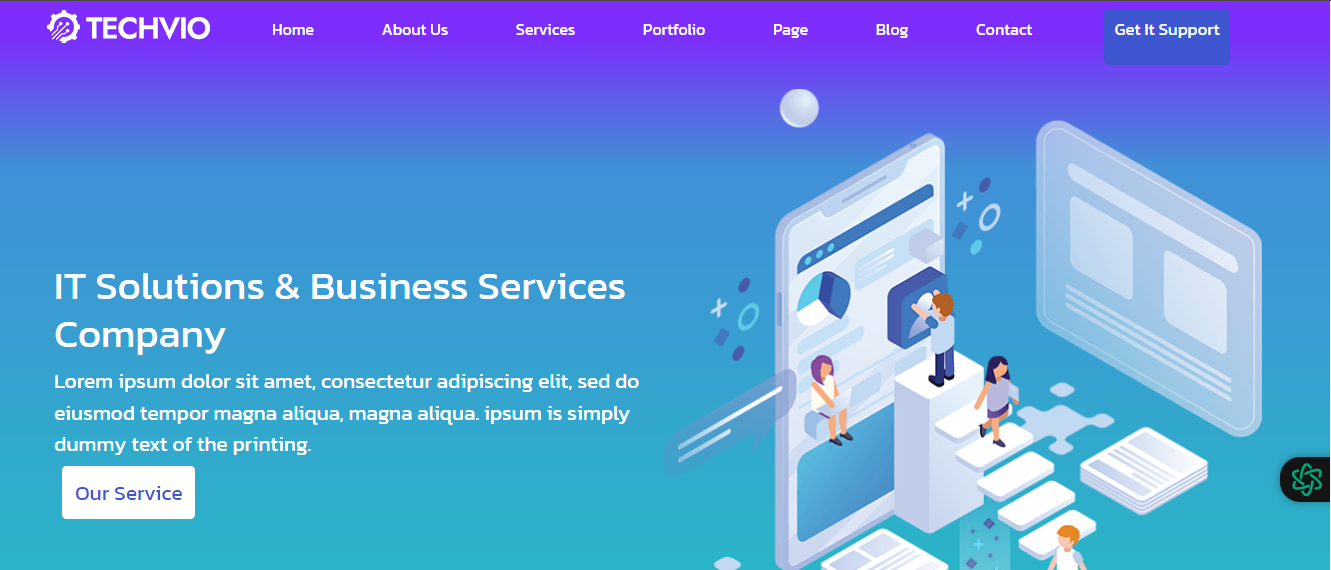 TECHVIO
Home
About Us
Services
Portfolio
Page
Blog
Contact
Get It Support
IT Solutions & Business Services
Company
Lorem ipsum dolor sit amet, consectetur adipiscing elit, sed do
eiusmod tempor magna aliqua, magna aliqua. ipsum is simply
dummy text of the printing.
Our Service